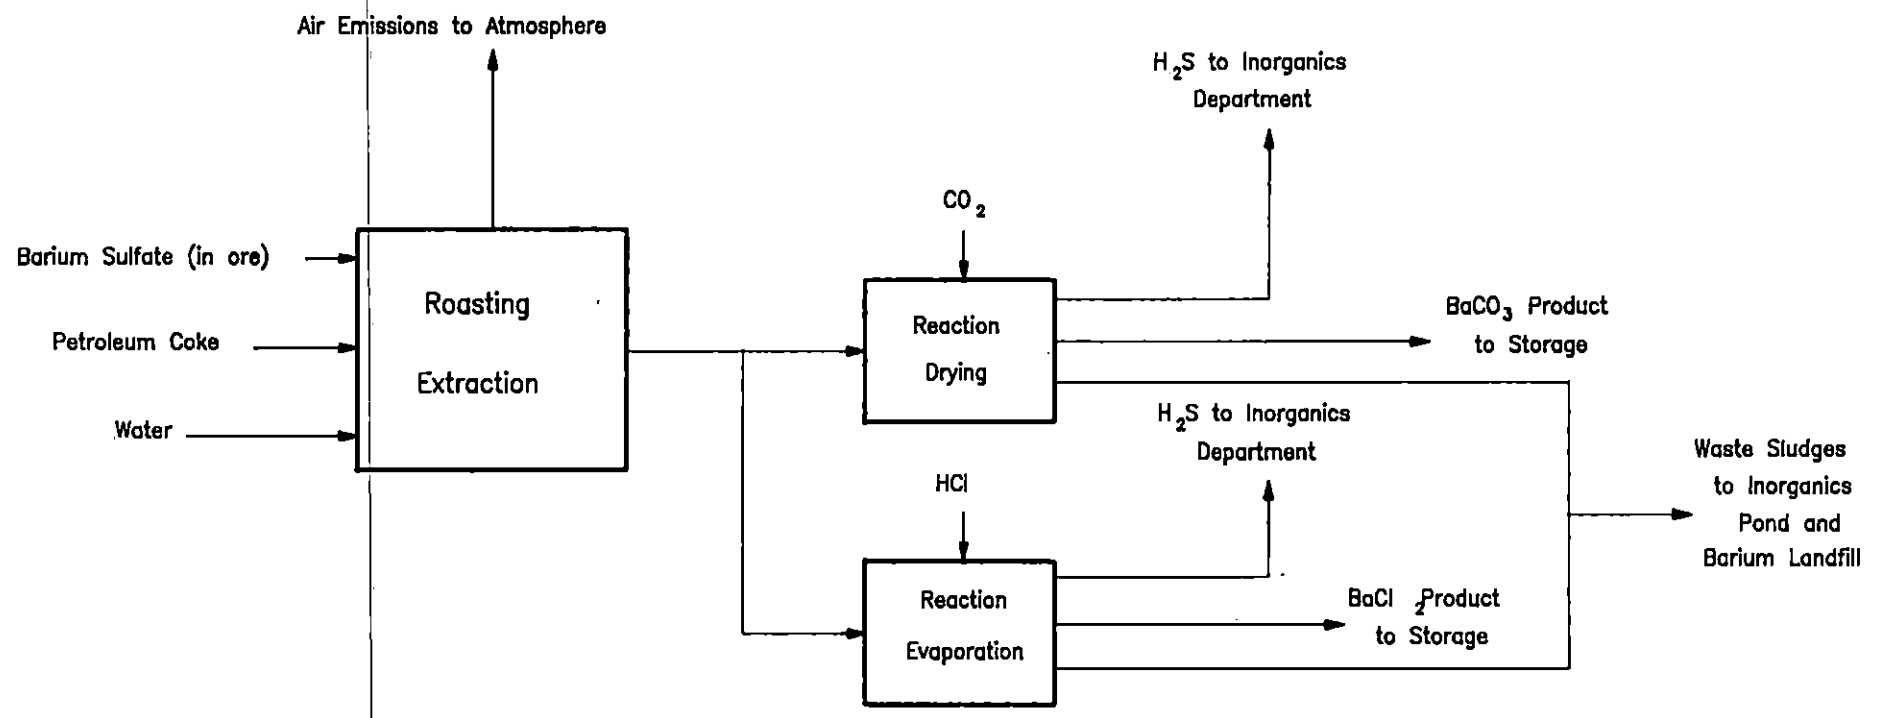 Air Emissions to Atmosphere
H2S to Inorganics
Department
CO2
Barium Sulfate (in ore)
Roasting
Extraction
Petroleum Coke
Water
Reaction
Drying
BaCO3 Product
to Storage
H2S to Inorganics
Department
HCl
Reaction
Evaporation
BaCl2 Product
to Storage
Waste Sludges
to Inorganics
Pond and
Barium Landfill